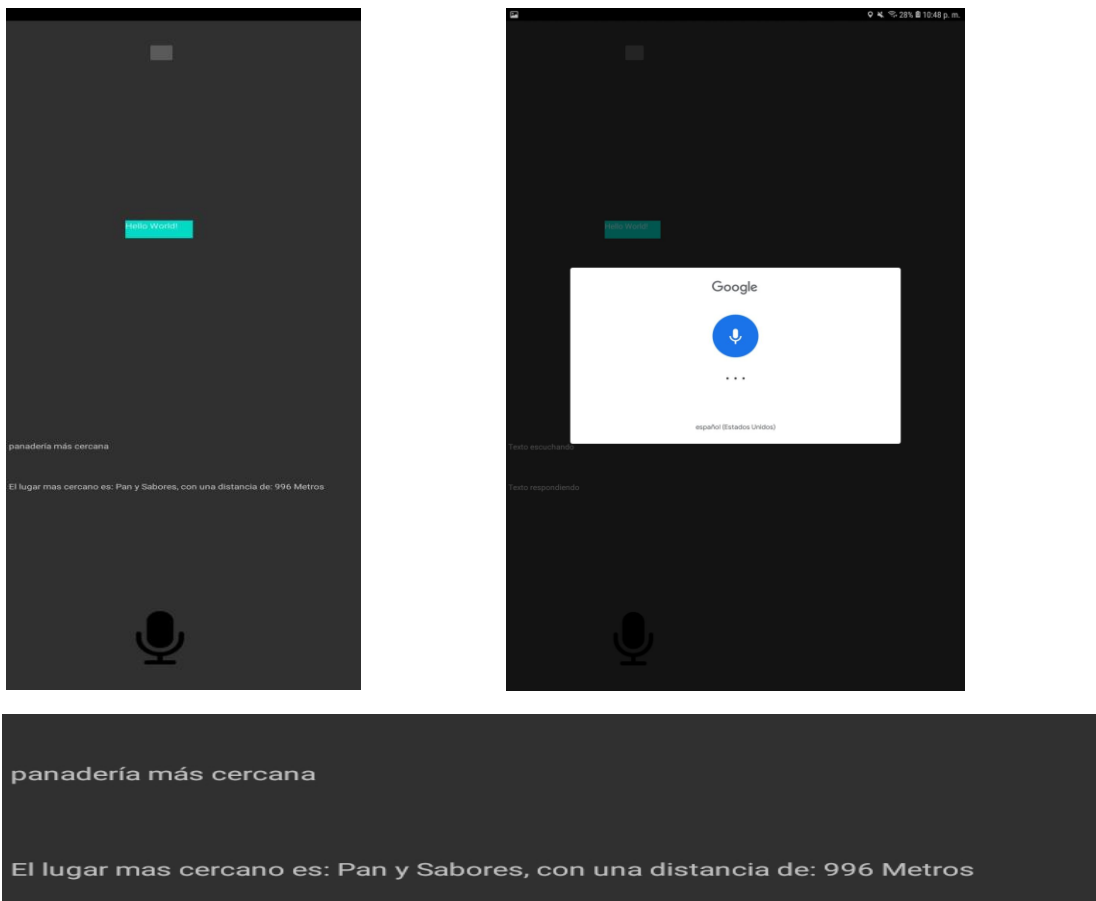 Hello World!
panadería más cercana
El lugar mas cercano es: Pan y Sabores, con una distancia de: 996 Metros
28% 10:48 p. m.
Hello World!
Google
...
español (Estados Unidos)
Texto escuchando
Texto respondiendo
panadería más cercana
El lugar mas cercano es: Pan y Sabores, con una distancia de: 996 Metros